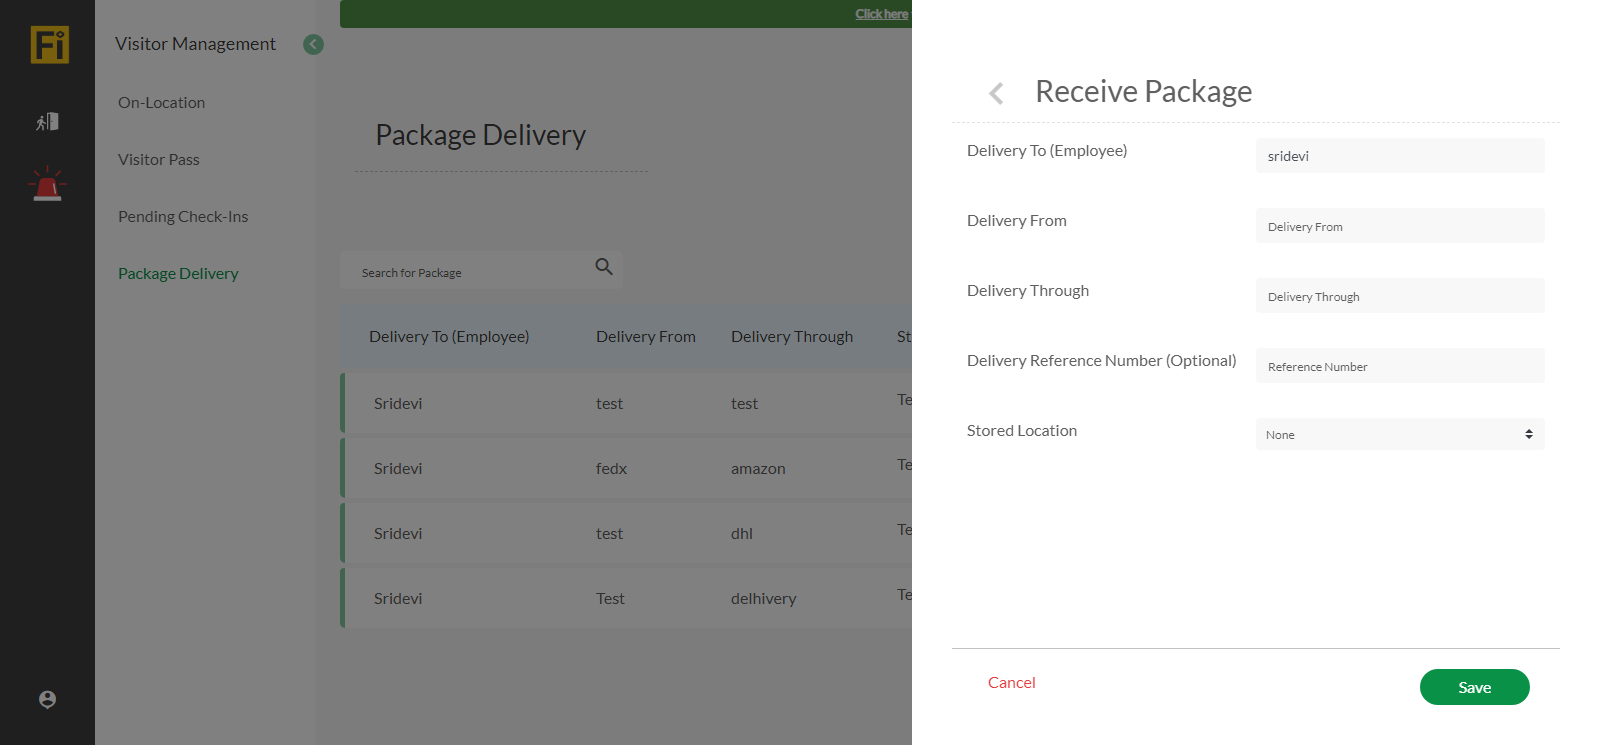 Fi
Visitor Management
On-Location
Visitor Pass
Pending Check-Ins
Package Delivery
Click here
Package Delivery
Search for Package
Delivery To (Employee) Delivery From Delivery Through St
Sridevi test test Te
Sridevi fedx amazon Te
Sridevi test dhl Te
Sridevi Test delhivery Te
Receive Package
Delivery To (Employee) sridevi
Delivery From Delivery From
Delivery Through Delivery Through
Delivery Reference Number (Optional) Reference Number
Stored Location None
Cancel Save